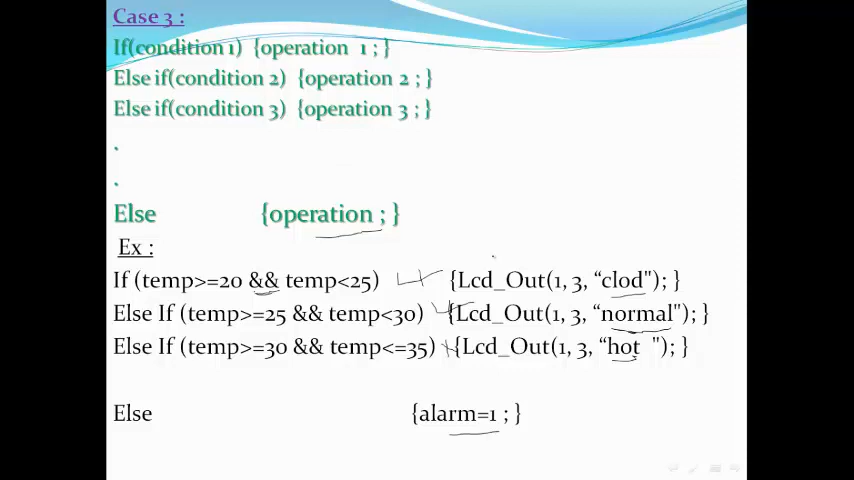 Case 3 :
If(condition 1) {operation 1 ; }
Else if(condition 2) {operation 2 ; }
Else if(condition 3) {operation 3 ; }
.
.
Else {operation ; }
Ex :
If (temp>=20 && temp<25) {Lcd_Out(1, 3, “clod"); }
Else If (temp>=25 && temp<30) {Lcd_Out(1, 3, “normal"); }
Else If (temp>=30 && temp<=35) {Lcd_Out(1, 3, “hot "); }
Else {alarm=1 ; }